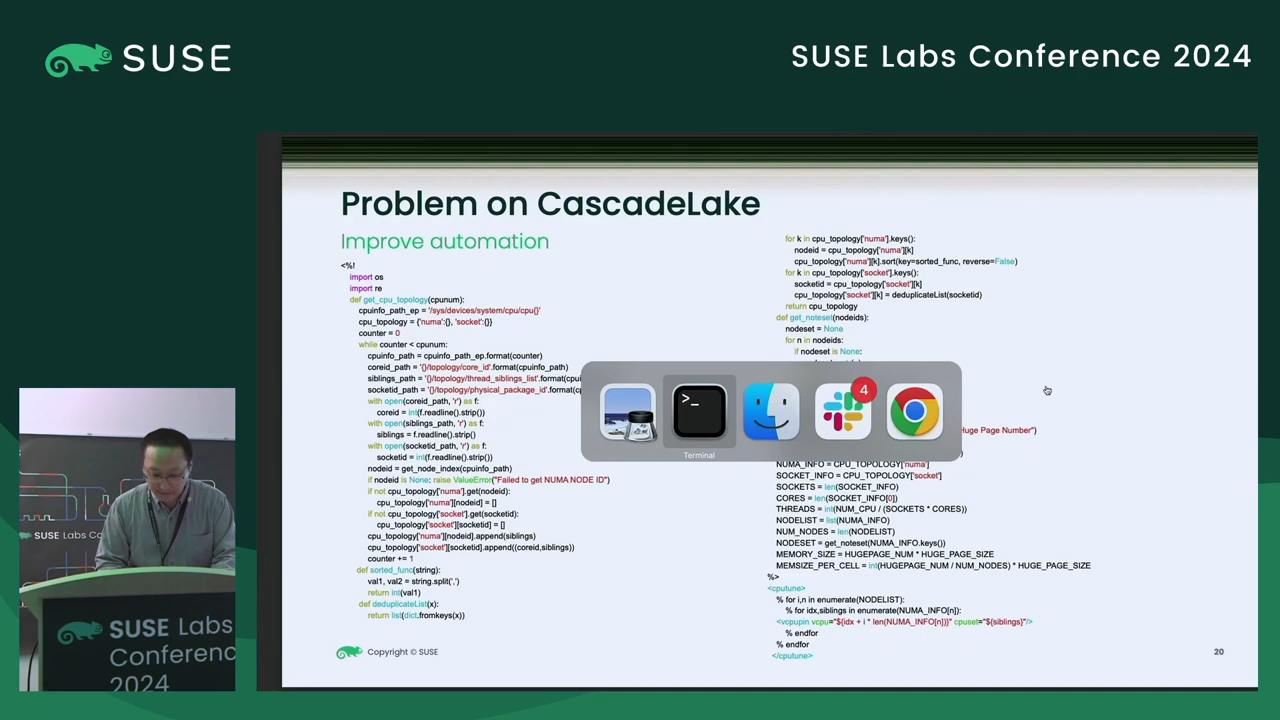 SUSE
SUSE Labs Conference 2024
Problem on CascadeLake
Improve automation
<%!
import os
import re
def get_cpu_topology(cpunum):
cpuinfo_path_ep = '/sys/devices/system/cpu/cpu{}'
cpu_topology = {'numa':{}, 'socket':{}}
counter = 0
while counter < cpunum:
cpuinfo_path = cpuinfo_path_ep.format(counter)
coreid_path = '{}/topology/core_id'.format(cpuinfo_path)
siblings_path = '{}/topology/thread_siblings_list'.format(cpui
socketid_path = '{}/topology/physical_package_id'.format(c
with open(coreid_path, 'r') as f:
coreid = int(f.readline().strip())
with open(siblings_path, 'r') as f:
siblings = f.readline().strip()
with open(socketid_path, 'r') as f:
socketid = int(f.readline().strip())
nodeid = get_node_index(cpuinfo_path)
if nodeid is None: raise ValueError("Failed to get NUMA NODE ID")
if not cpu_topology['numa'].get(nodeid):
cpu_topology['numa'][nodeid] = []
if not cpu_topology['socket'].get(socketid):
cpu_topology['socket'][socketid] = []
cpu_topology['numa'][nodeid].append(siblings)
cpu_topology['socket'][socketid].append((coreid,siblings))
counter += 1
def sorted_func(string):
val1, val2 = string.split(',')
return int(val1)
def deduplicateList(x):
return list(dict.fromkeys(x))
for k in cpu_topology['numa'].keys():
nodeid = cpu_topology['numa'][k]
cpu_topology['numa'][k].sort(key=sorted_func, reverse=False)
for k in cpu_topology['socket'].keys():
socketid = cpu_topology['socket'][k]
cpu_topology['socket'][k] = deduplicateList(socketid)
return cpu_topology
def get_noteset(nodeids):
nodeset = None
for n in nodeids:
if nodeset is None:
Huge Page Number")
NUMA_INFO = CPU_TOPOLOGY['numa']
SOCKET_INFO = CPU_TOPOLOGY['socket']
SOCKETS = len(SOCKET_INFO)
CORES = len(SOCKET_INFO[0])
THREADS = int(NUM_CPU / (SOCKETS * CORES))
NODELIST = list(NUMA_INFO)
NUM_NODES = len(NODELIST)
NODESET = get_noteset(NUMA_INFO.keys())
MEMORY_SIZE = HUGEPAGE_NUM * HUGE_PAGE_SIZE
MEMSIZE_PER_CELL = int(HUGEPAGE_NUM / NUM_NODES) * HUGE_PAGE_SIZE
%>
<cputune>
% for i,n in enumerate(NODELIST):
% for idx,siblings in enumerate(NUMA_INFO[n]):
<vcpupin vcpu="${idx + i * len(NUMA_INFO[n])}" cpuset="${siblings}"/>
% endfor
% endfor
</cputune>
>_
4
Terminal
Copyright © SUSE
20
SUSE Labs Co
SUSE Labs
Conferenc
2024